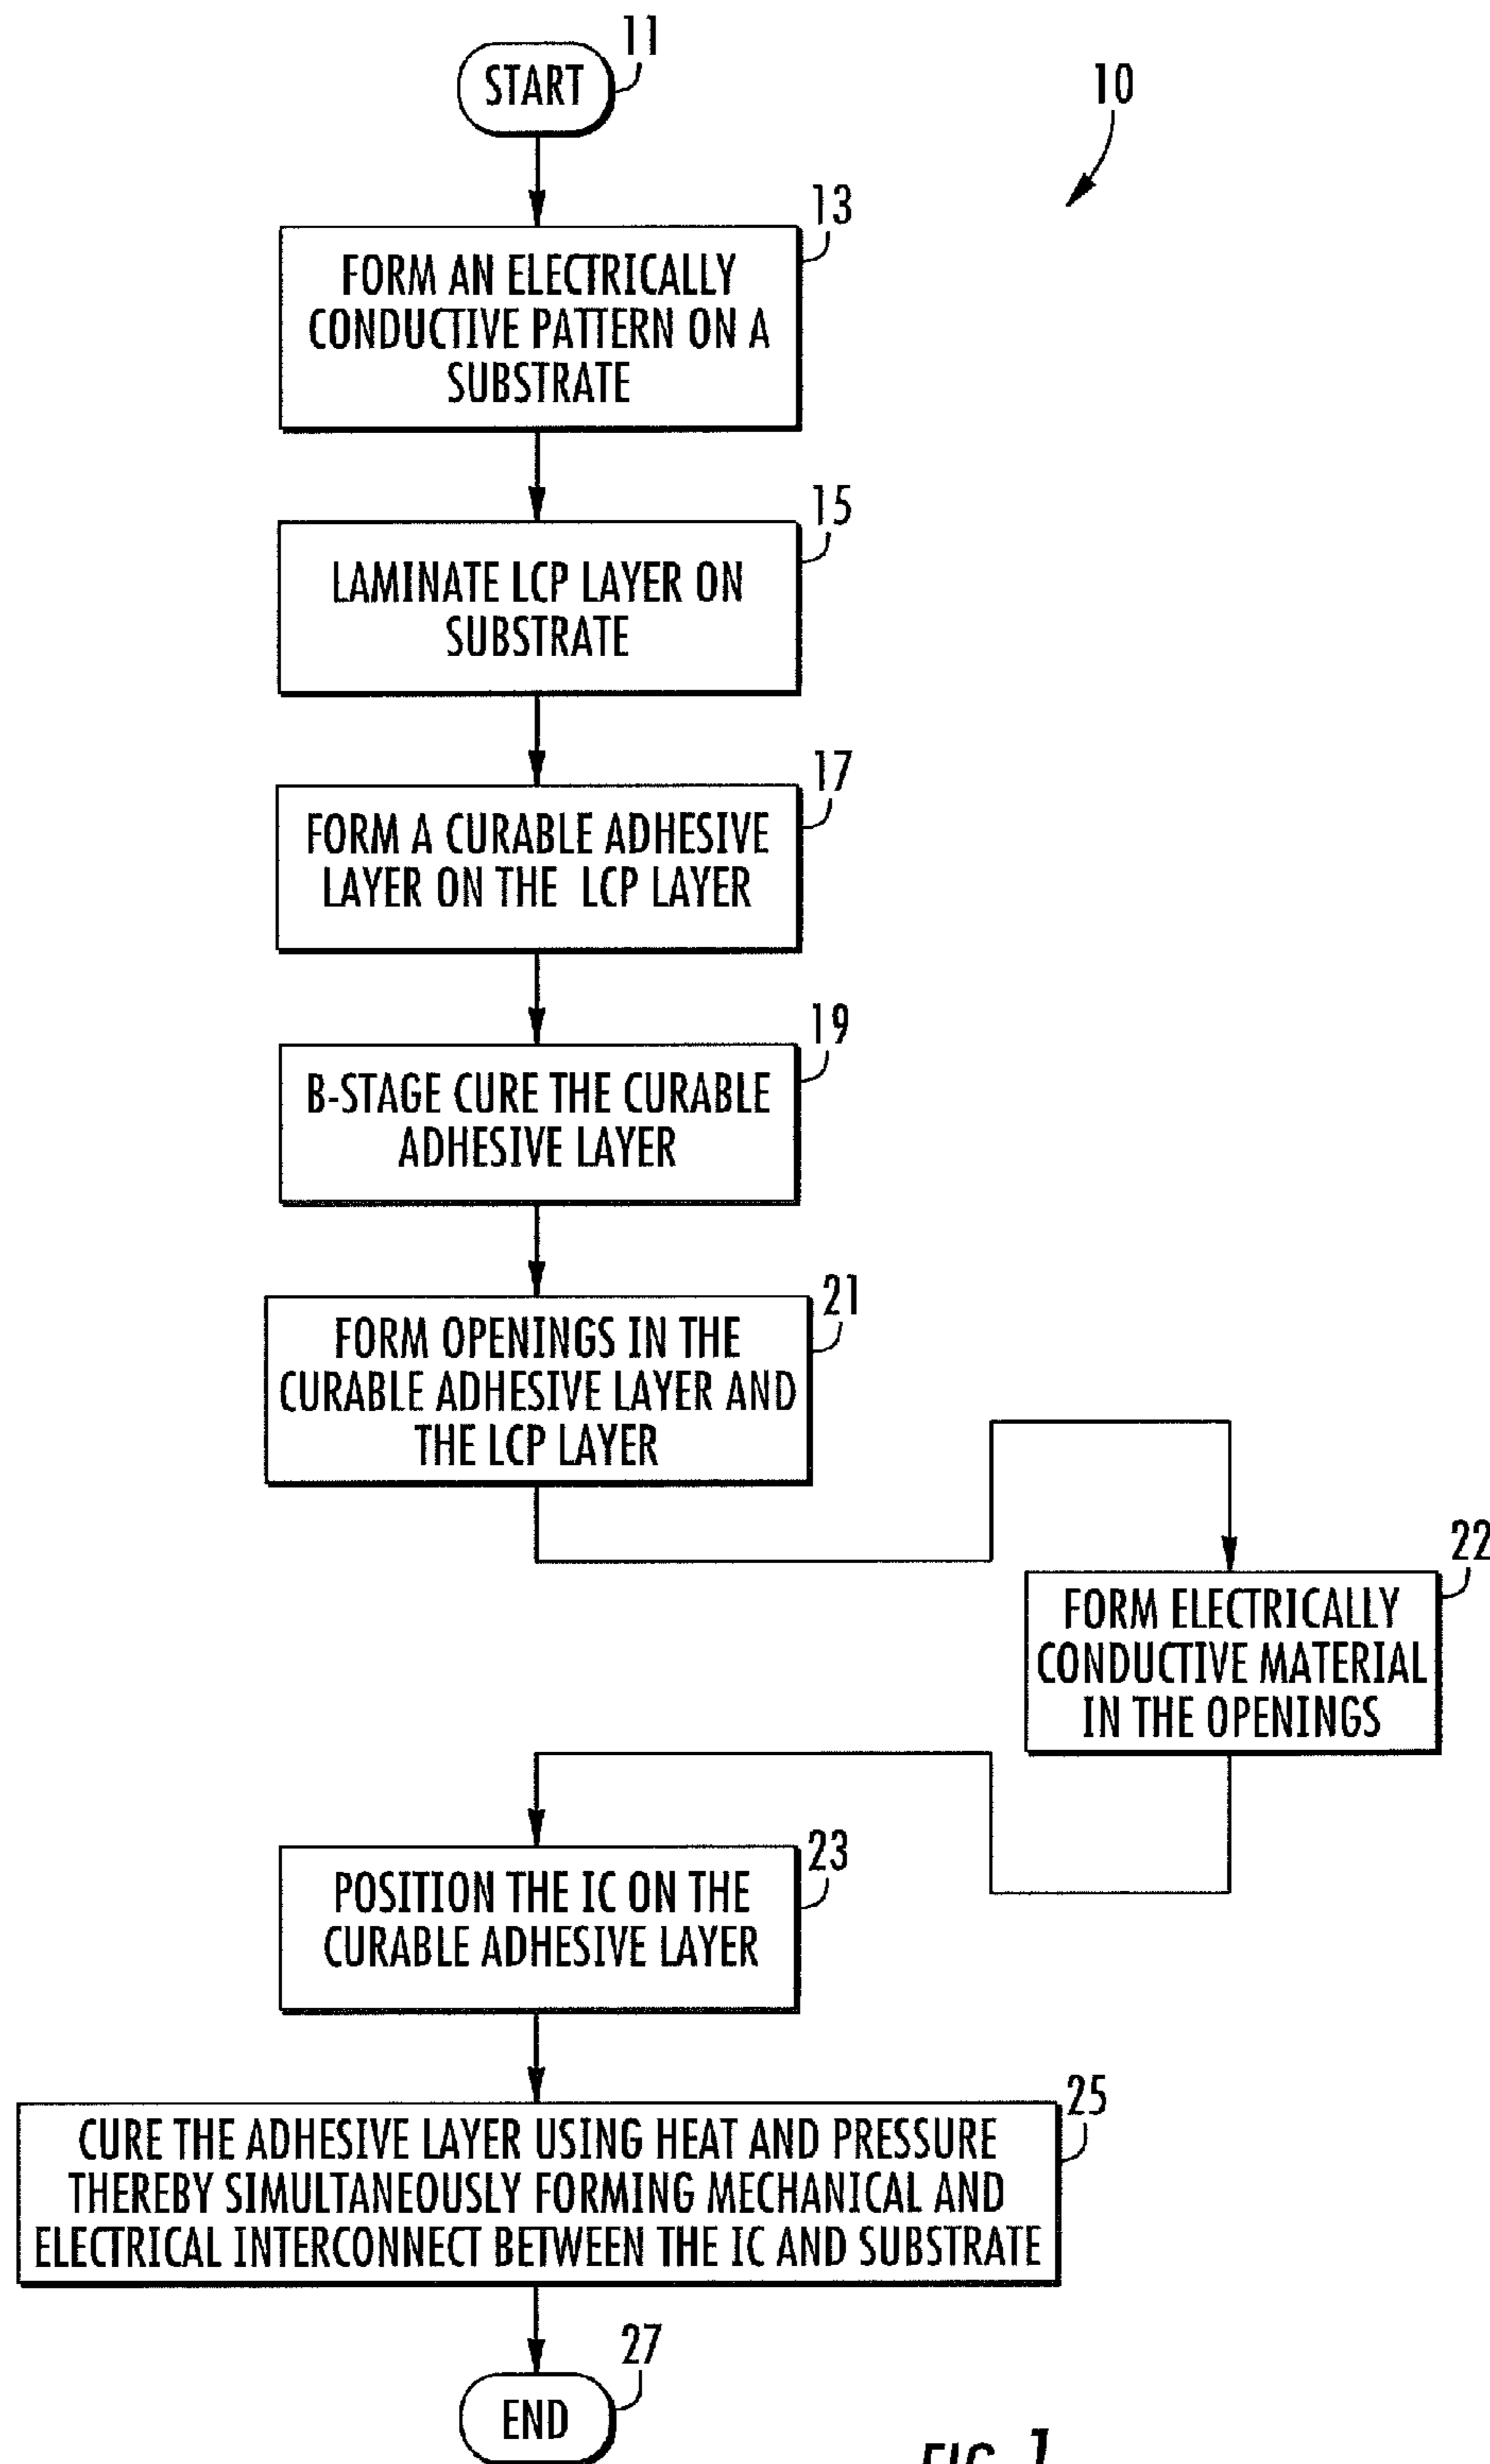 START
11
10
13
FORM AN ELECTRICALLY
CONDUCTIVE PATTERN ON A
SUBSTRATE
15
LAMINATE LCP LAYER ON
SUBSTRATE
17
FORM A CURABLE ADHESIVE
LAYER ON THE LCP LAYER
19
B-STAGE CURE THE CURABLE
ADHESIVE LAYER
21
FORM OPENINGS IN THE
CURABLE ADHESIVE LAYER AND
THE LCP LAYER
22
FORM ELECTRICALLY
CONDUCTIVE MATERIAL
IN THE OPENINGS
23
POSITION THE IC ON THE
CURABLE ADHESIVE LAYER
25
CURE THE ADHESIVE LAYER USING HEAT AND PRESSURE
THEREBY SIMULTANEOUSLY FORMING MECHANICAL AND
ELECTRICAL INTERCONNECT BETWEEN THE IC AND SUBSTRATE
27
END
FIG. 1